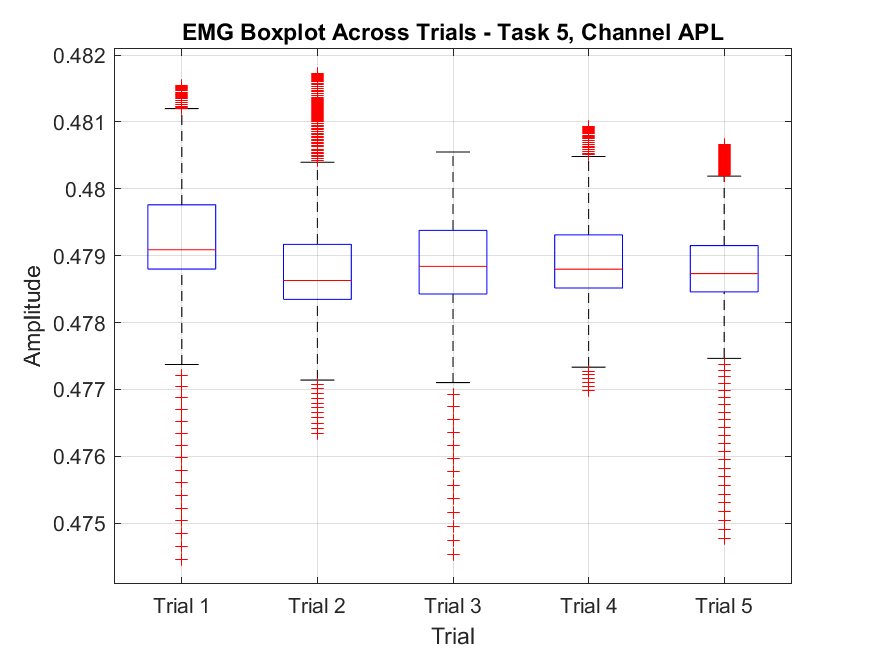 EMG Boxplot Across Trials - Task 5, Channel APL
0.482
0.481
0.48
0.479
0.478
0.477
0.476
0.475
Amplitude
Trial 1
Trial 2
Trial 3
Trial 4
Trial 5
Trial